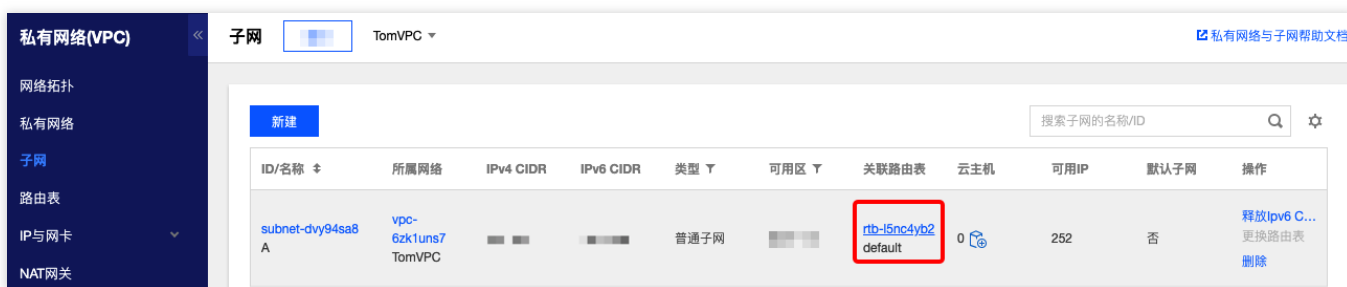 私有网络(VPC)
子网
TomVPC
私有网络与子网帮助文档
网络拓扑
私有网络
子网
路由表
IP与网卡
NAT网关
新建
搜索子网的名称/ID
ID/名称
所属网络
IPv4 CIDR
IPv6 CIDR
类型
可用区
关联路由表
云主机
可用IP
默认子网
操作
subnet-dvy94sa8
A
vpc-
6zk1uns7
TomVPC
普通子网
rtb-l5nc4yb2
default
0
252
否
释放Ipv6 C...
更换路由表
删除